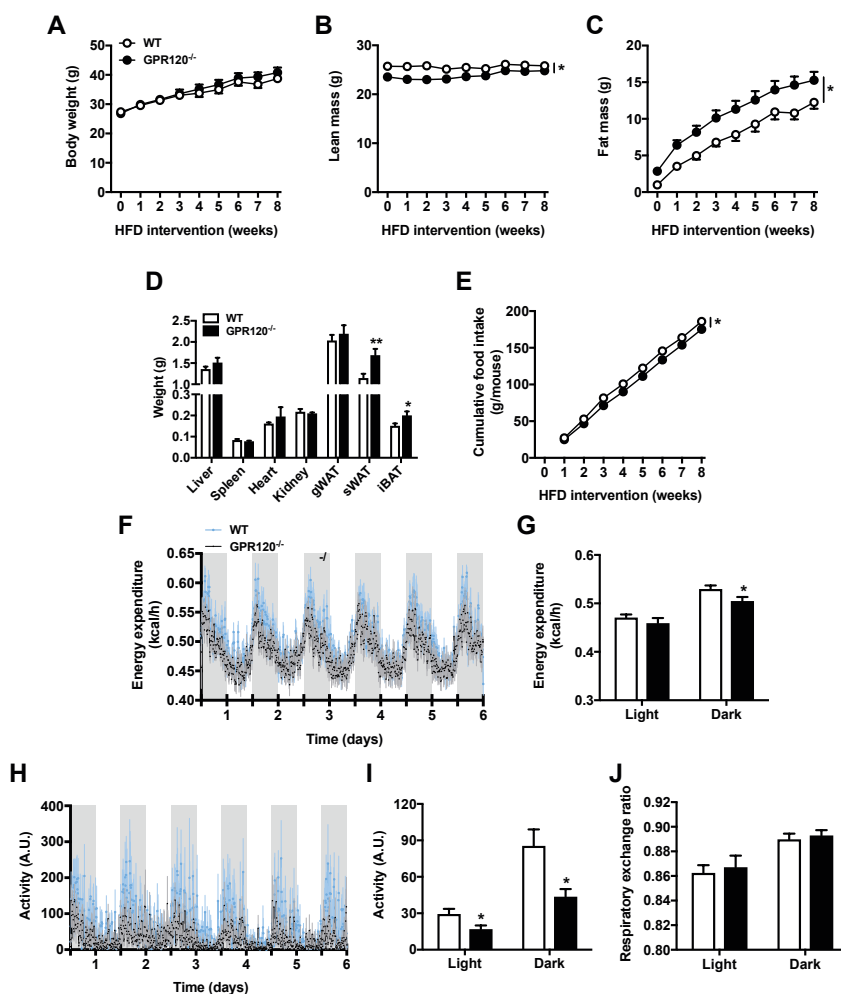 A
WT
GPR120-/-
Body weight (g)
50
40
30
20
10
0
0 1 2 3 4 5 6 7 8
HFD intervention (weeks)
B
Lean mass (g)
30
20
10
0
*
0 1 2 3 4 5 6 7 8
HFD intervention (weeks)
C
Fat mass (g)
20
15
10
5
0
*
0 1 2 3 4 5 6 7 8
HFD intervention (weeks)
D
WT
GPR120-/-
Weight (g)
2.5
2.0
1.5
1.0
0.3
0.2
0.1
0.0
**
*
Liver
Spleen
Heart
Kidney
gWAT
sWAT
iBAT
E
Cumulative food intake
(g/mouse)
200
150
100
50
0
*
0 1 2 3 4 5 6 7 8
HFD intervention (weeks)
F
WT
GPR120-/-
-/
Energy expenditure
(kcal/h)
0.65
0.60
0.55
0.50
0.45
0.40
1 2 3 4 5 6
Time (days)
G
Energy expenditure
(kcal/h)
0.6
0.5
0.4
0.3
*
Light Dark
H
Activity (A.U.)
400
300
200
100
0
1 2 3 4 5 6
Time (days)
I
Activity (A.U.)
120
90
60
30
0
*
*
Light Dark
J
Respiratory exchange ratio
0.92
0.90
0.88
0.86
0.84
0.82
0.80
Light Dark